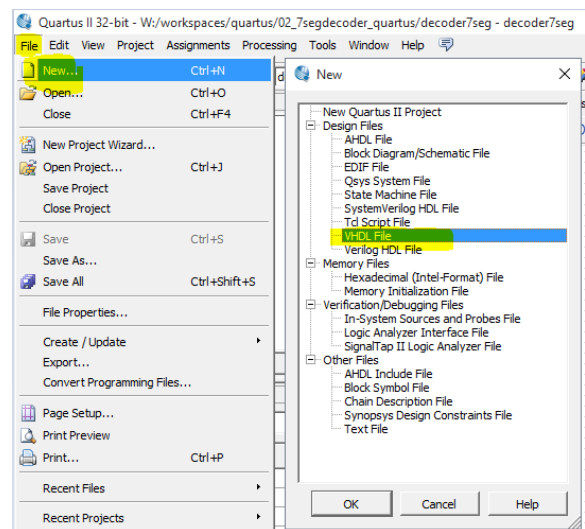 Quartus II 32-bit - W:/workspaces/quartus/02_7segdecoder_quartus/decoder7seg - decoder7seg
File Edit View Project Assignments Processing Tools Window Help
New... Ctrl+N
Open... Ctrl+O
Close Ctrl+F4
New Project Wizard...
Open Project... Ctrl+J
Save Project
Close Project
Save Ctrl+S
Save As...
Save All Ctrl+Shift+S
File Properties...
Create / Update
Export...
Convert Programming Files...
Page Setup...
Print Preview
Print... Ctrl+P
Recent Files
Recent Projects
New
New Quartus II Project
Design Files
AHDL File
Block Diagram/Schematic File
EDIF File
Qsys System File
State Machine File
SystemVerilog HDL File
Tcl Script File
VHDL File
Verilog HDL File
Memory Files
Hexadecimal (Intel-Format) File
Memory Initialization File
Verification/Debugging Files
In-System Sources and Probes File
Logic Analyzer Interface File
SignalTap II Logic Analyzer File
Other Files
AHDL Include File
Block Symbol File
Chain Description File
Synopsys Design Constraints File
Text File
OK Cancel Help